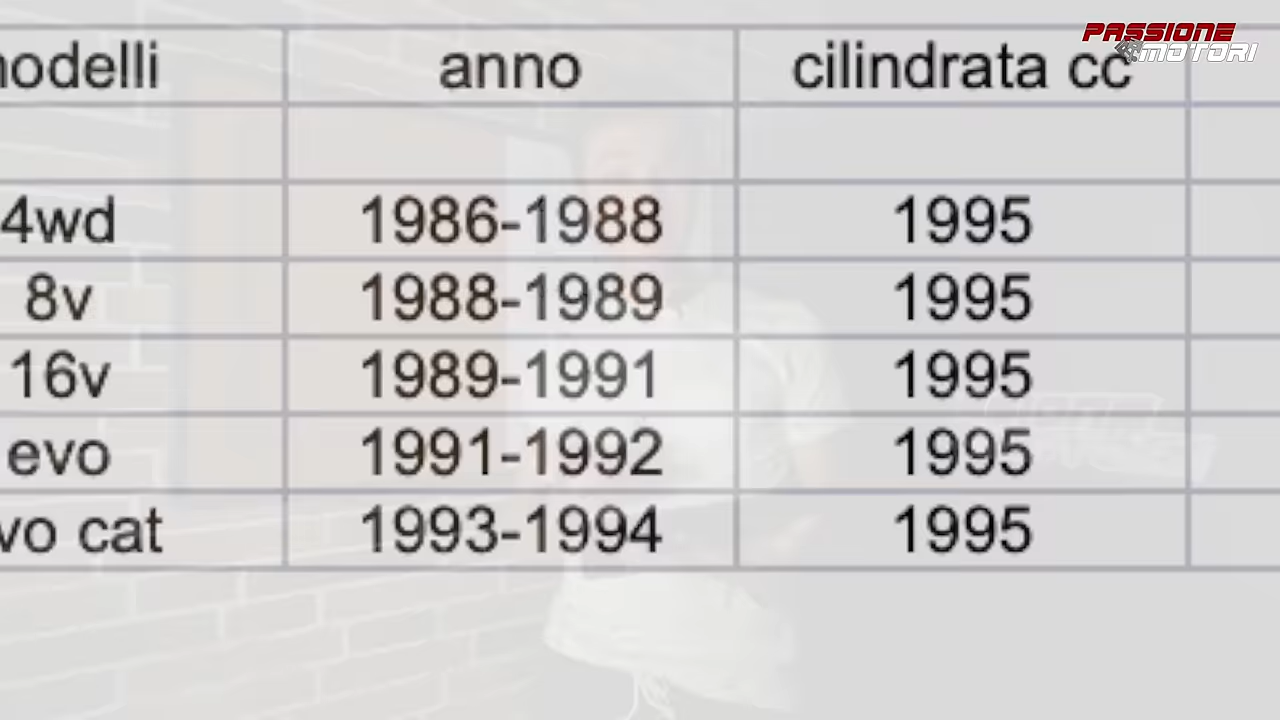 PASSIONE
MOTORI
modelli anno cilindrata cc
4wd 1986-1988 1995
8v 1988-1989 1995
16v 1989-1991 1995
evo 1991-1992 1995
vo cat 1993-1994 1995